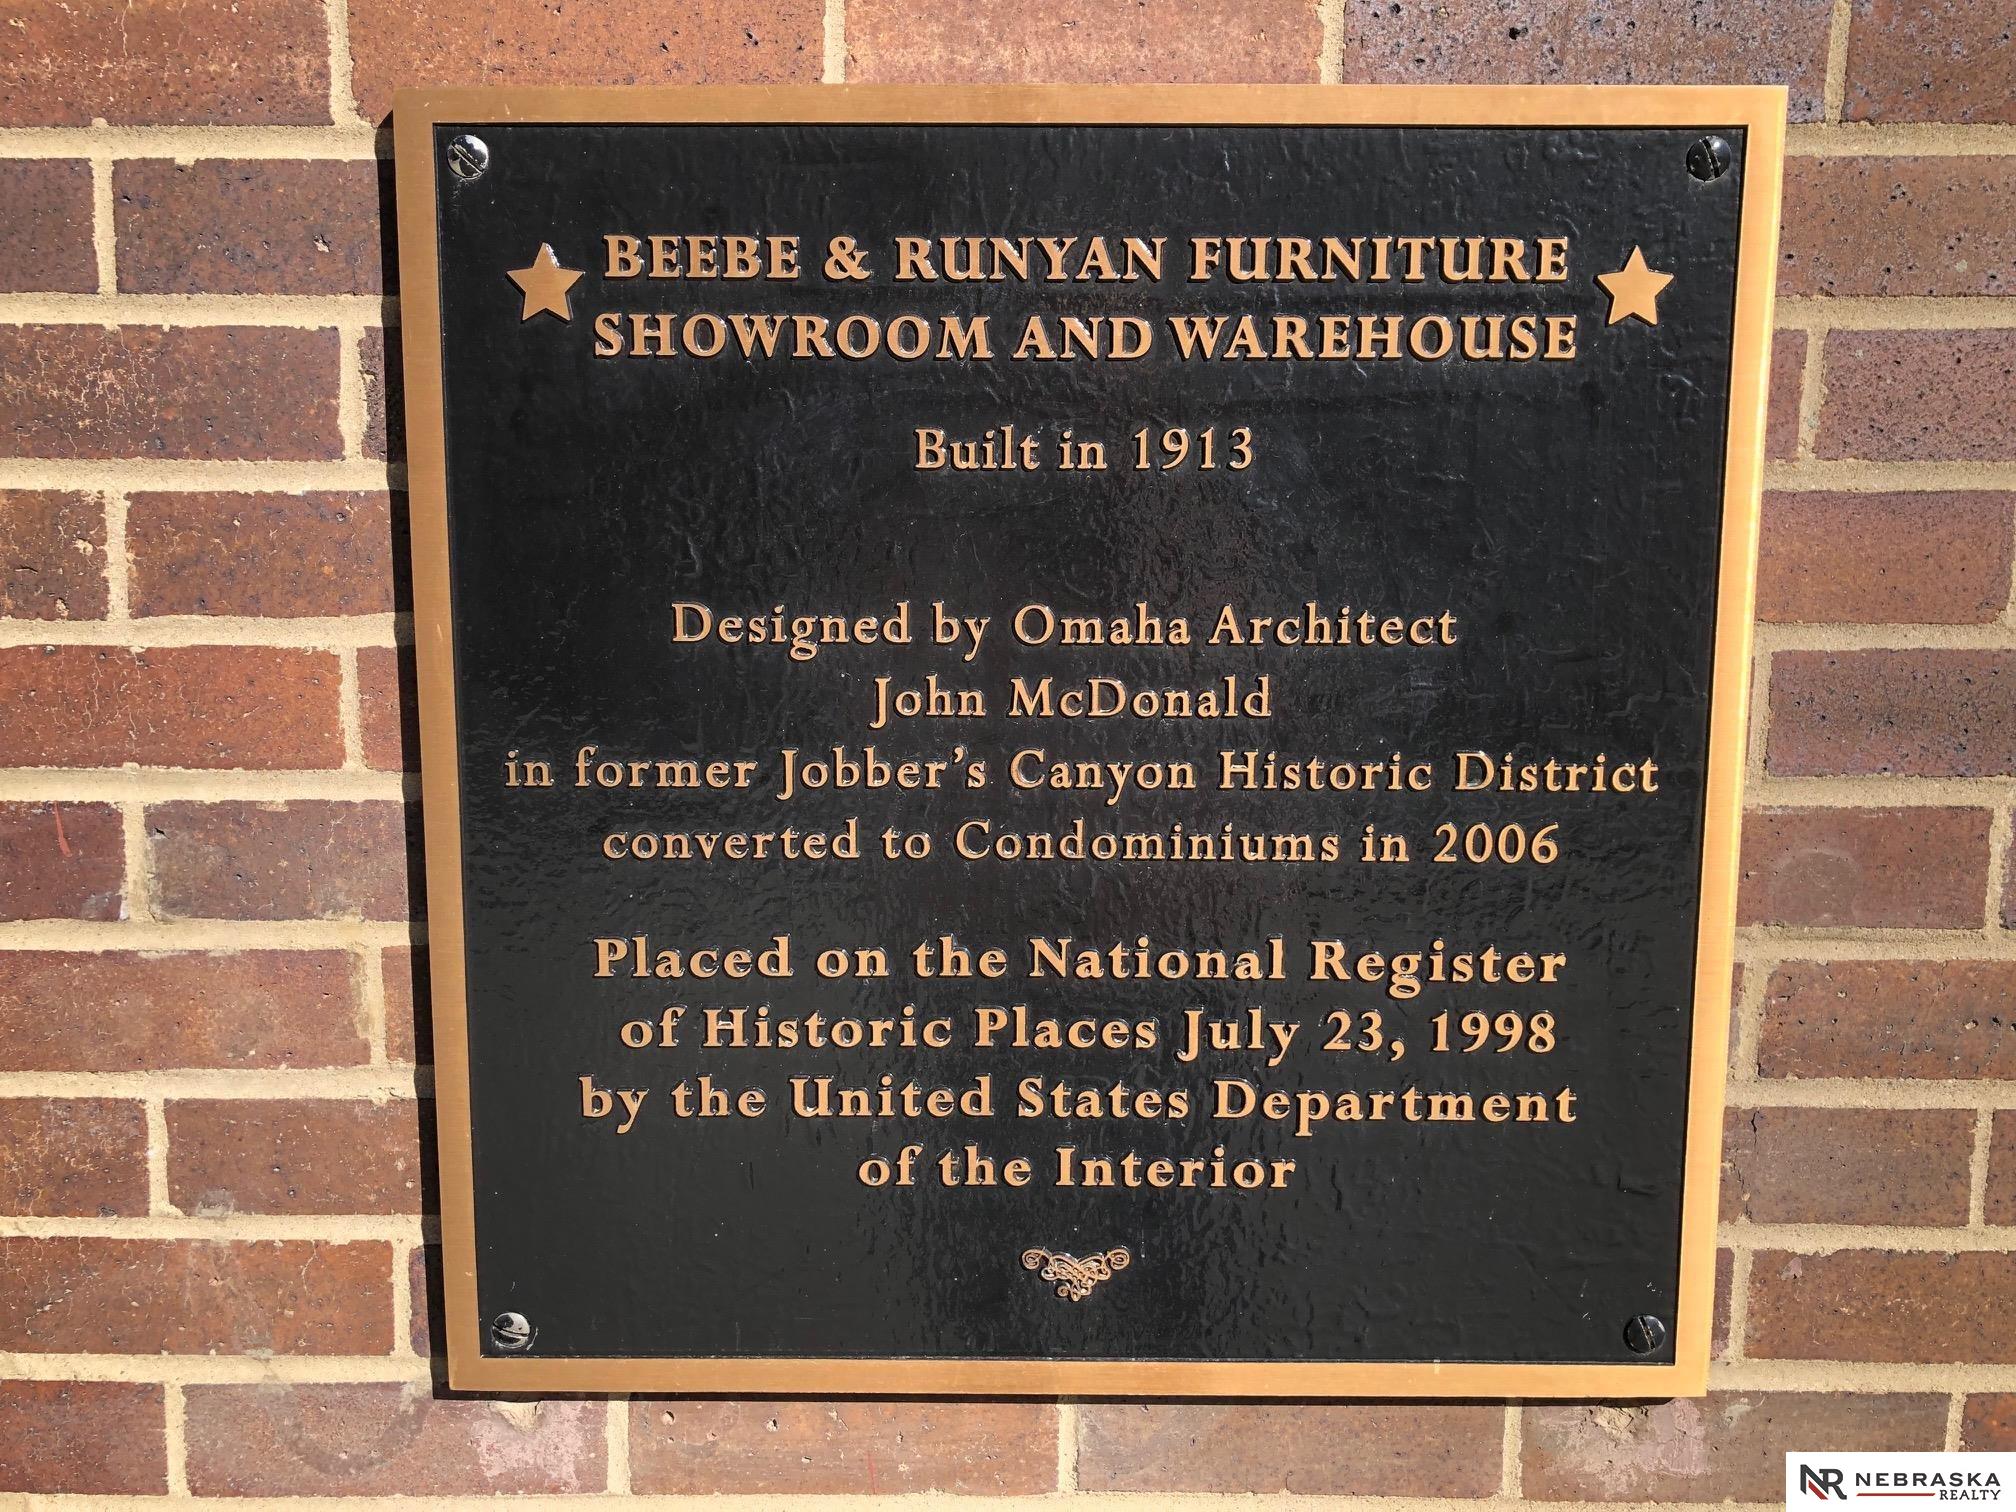 BEEBE & RUNYAN FURNITURE
SHOWROOM AND WAREHOUSE
Built in 1913
Designed by Omaha Architect
John McDonald
in former Jobber's Canyon Historic District
converted to Condominiums in 2006
Placed on the National Register
of Historic Places July 23, 1998
by the United States Department
of the Interior
NR NEBRASKA
REALTY